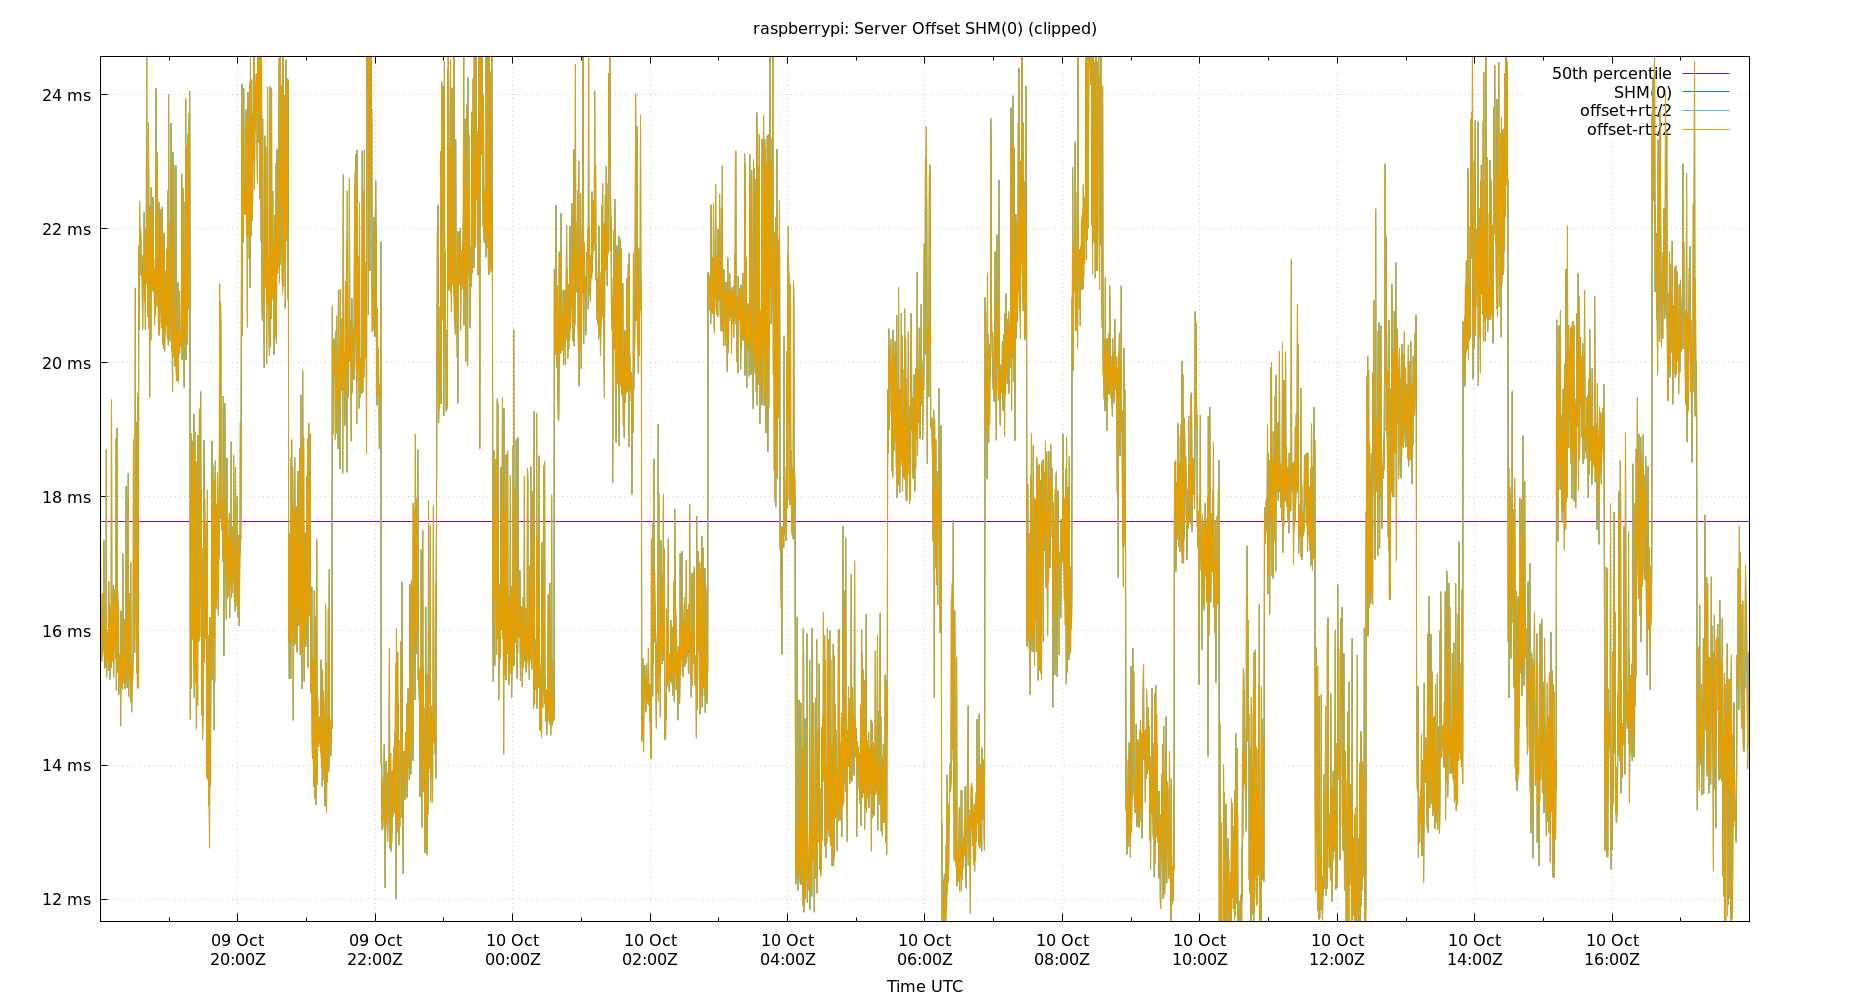 raspberrypi: Server Offset SHM(0) (clipped)
50th percentile
SHM(0)
offset+rtt/2
offset-rtt/2
24 ms
22 ms
20 ms
18 ms
16 ms
14 ms
12 ms
09 Oct 09 Oct 10 Oct 10 Oct 10 Oct 10 Oct 10 Oct 10 Oct 10 Oct 10 Oct 10 Oct
20:00Z 22:00Z 00:00Z 02:00Z 04:00Z 06:00Z 08:00Z 10:00Z 12:00Z 14:00Z 16:00Z
Time UTC